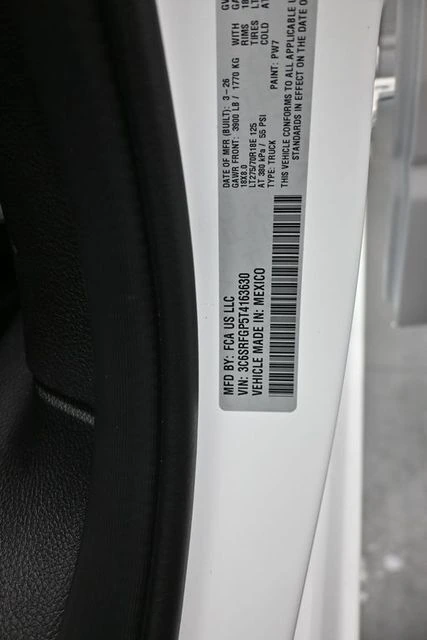 MFD BY: FCA US LLC
DATE OF MFR (BUILT): 3-26
GAWR FRONT: 3900 LB / 1770 KG WITH
18X8.0 RIMS
LT275/70R18E 125 TIRES
AT 380 kPa / 55 PSI COLD
TYPE: TRUCK PAINT: PW7
THIS VEHICLE CONFORMS TO ALL APPLICABLE
STANDARDS IN EFFECT ON THE DATE O
VIN: 3C6SRFGP5T4163630
VEHICLE MADE IN: MEXICO